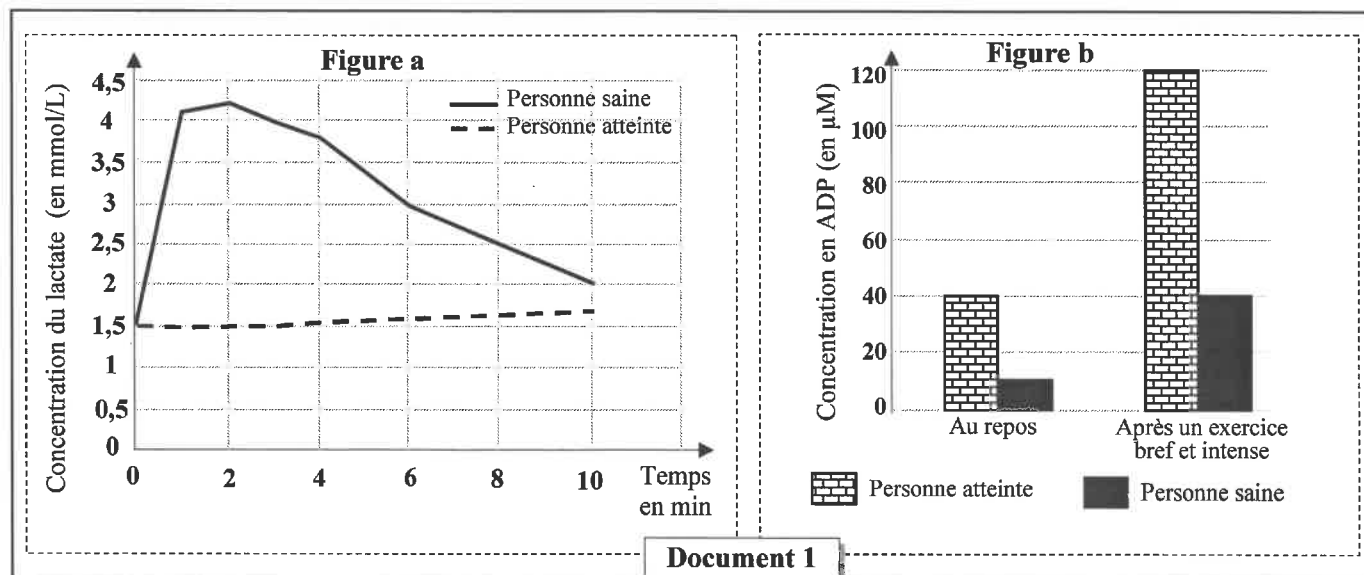 Figure a
Concentration du lactate (en mmol/L)
4,5
4
3,5
3
2,5
2
1,5
1
0,5
0
Personne saine
Personne atteinte
0 2 4 6 8 10
Temps
en min
Figure b
Concentration en ADP (en µM)
120
100
80
60
40
20
0
Au repos
Après un exercice
bref et intense
Personne atteinte
Personne saine
Document 1